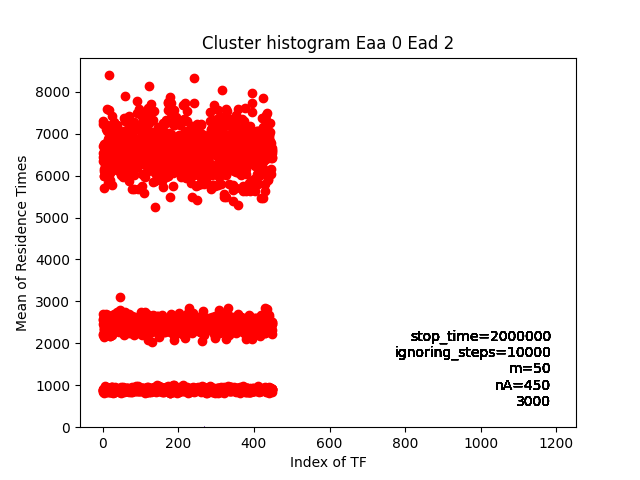 Cluster histogram Eaa 0 Ead 2
Mean of Residence Times
8000
7000
6000
5000
4000
3000
2000
1000
0
stop_time=2000000
ignoring_steps=10000
m=50
nA=450
3000
0 200 400 600 800 1000 1200
Index of TF